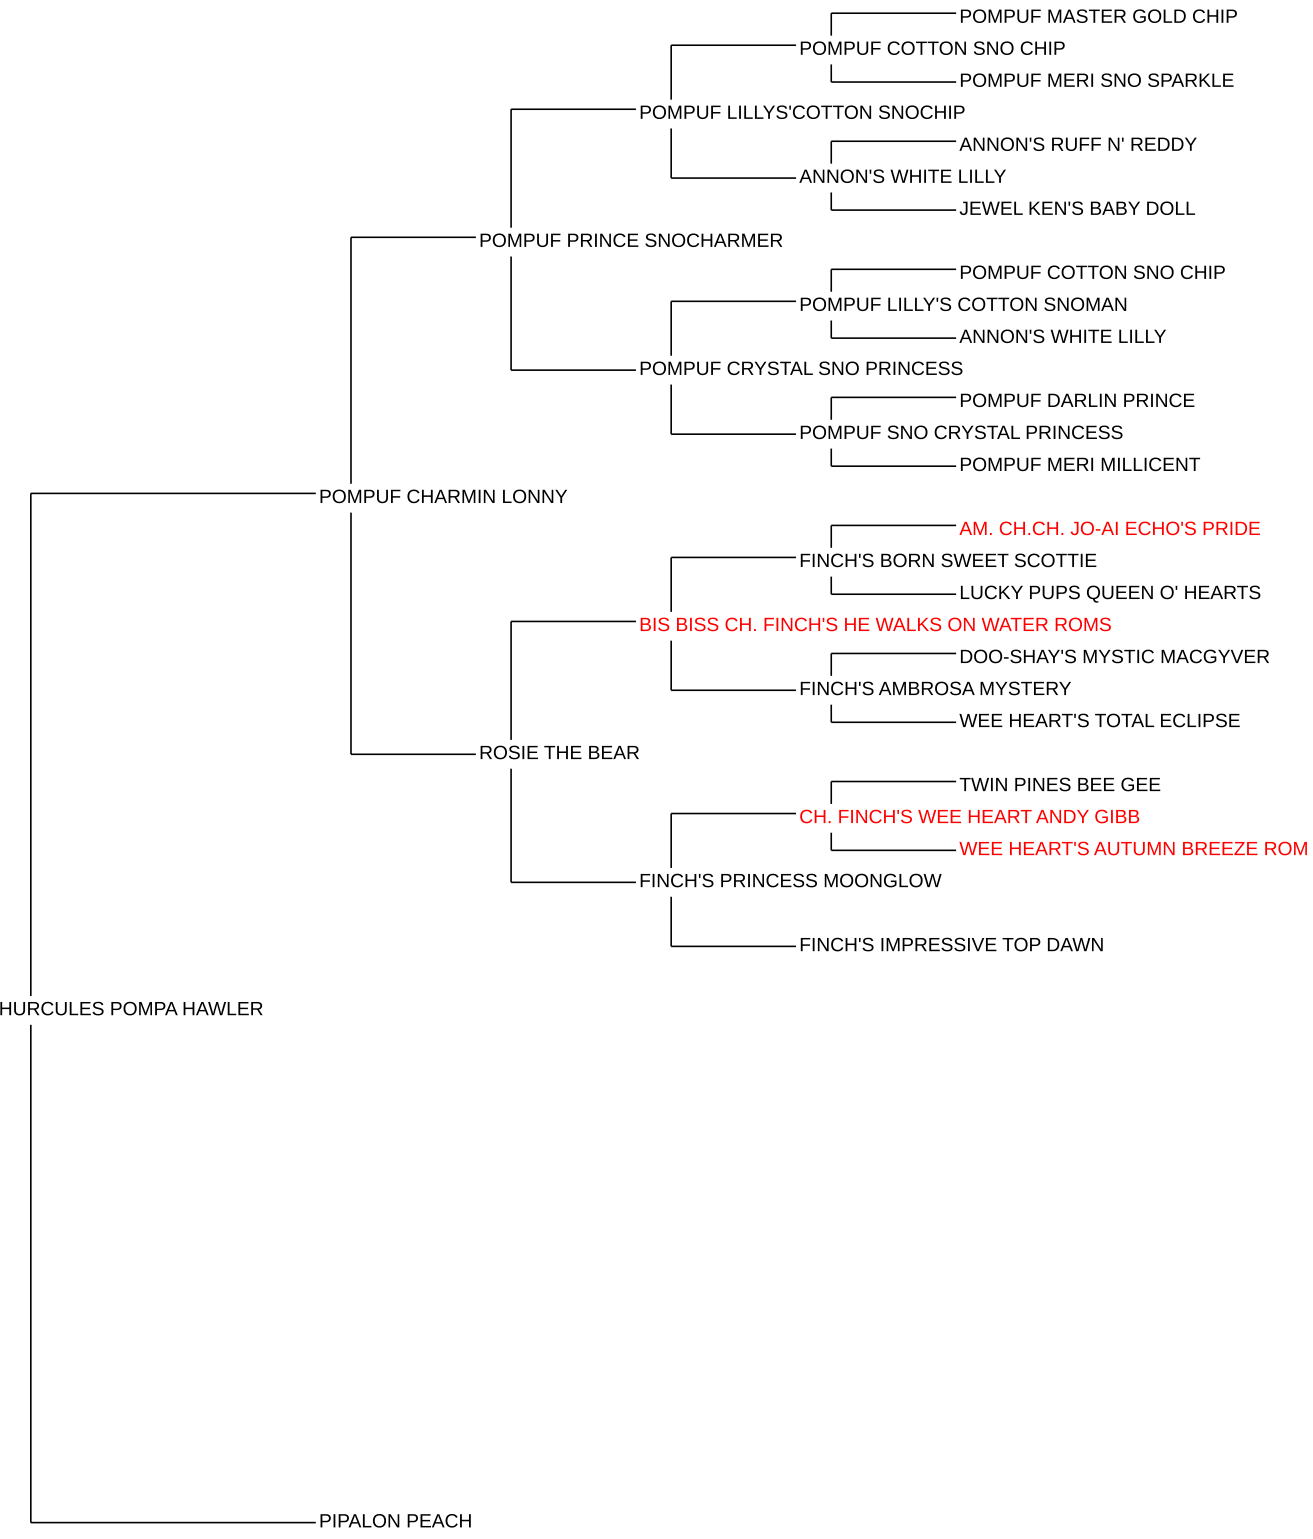 POMPUF MASTER GOLD CHIP
POMPUF COTTON SNO CHIP
POMPUF MERI SNO SPARKLE
POMPUF LILLYS'COTTON SNOCHIP
ANNON'S RUFF N' REDDY
ANNON'S WHITE LILLY
JEWEL KEN'S BABY DOLL
POMPUF PRINCE SNOCHARMER
POMPUF COTTON SNO CHIP
POMPUF LILLY'S COTTON SNOMAN
ANNON'S WHITE LILLY
POMPUF CRYSTAL SNO PRINCESS
POMPUF DARLIN PRINCE
POMPUF SNO CRYSTAL PRINCESS
POMPUF MERI MILLICENT
POMPUF CHARMIN LONNY
AM. CH.CH. JO-AI ECHO'S PRIDE
FINCH'S BORN SWEET SCOTTIE
LUCKY PUPS QUEEN O' HEARTS
BIS BISS CH. FINCH'S HE WALKS ON WATER ROMS
DOO-SHAY'S MYSTIC MACGYVER
FINCH'S AMBROSA MYSTERY
WEE HEART'S TOTAL ECLIPSE
ROSIE THE BEAR
TWIN PINES BEE GEE
CH. FINCH'S WEE HEART ANDY GIBB
WEE HEART'S AUTUMN BREEZE ROM
FINCH'S PRINCESS MOONGLOW
FINCH'S IMPRESSIVE TOP DAWN
HURCULES POMPA HAWLER
PIPALON PEACH